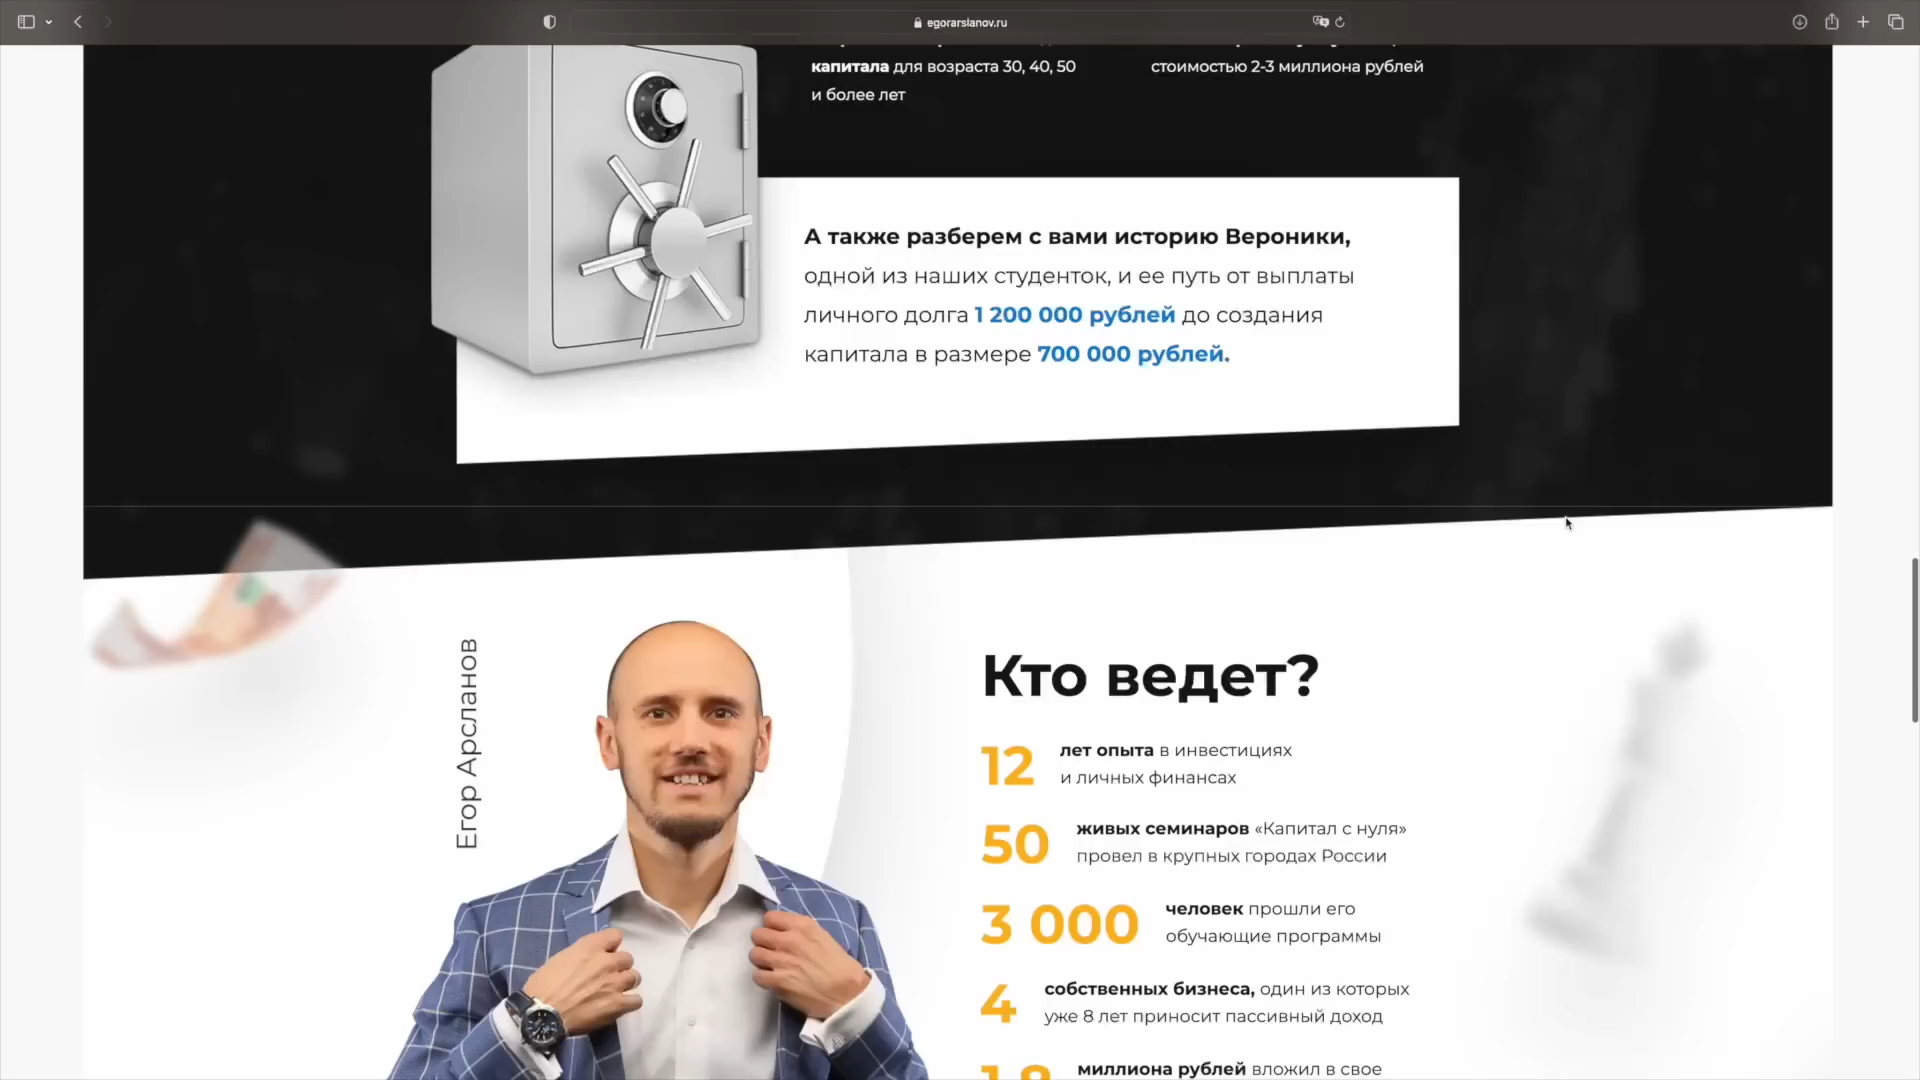 egorarslanov.ru
капитала для возраста 30, 40, 50
и более лет
стоимостью 2-3 миллиона рублей
А также разберем с вами историю Вероники,
одной из наших студенток, и ее путь от выплаты
личного долга 1 200 000 рублей до создания
капитала в размере 700 000 рублей.
Егор Арсланов
Кто ведет?
12 лет опыта в инвестициях
и личных финансах
50 живых семинаров «Капитал с нуля»
провел в крупных городах России
3 000 человек прошли его
обучающие программы
4 собственных бизнеса, один из которых
уже 8 лет приносит пассивный доход
миллиона рублей вложил в свое